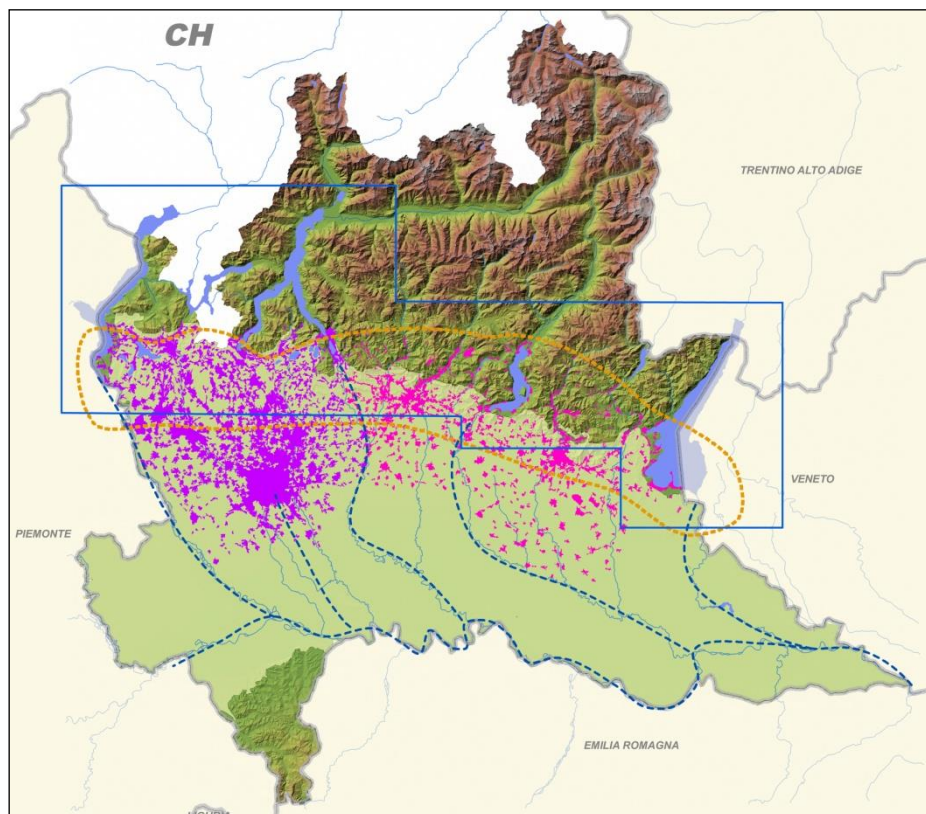 CH
TRENTINO ALTO ADIGE
VENETO
PIEMONTE
EMILIA ROMAGNA